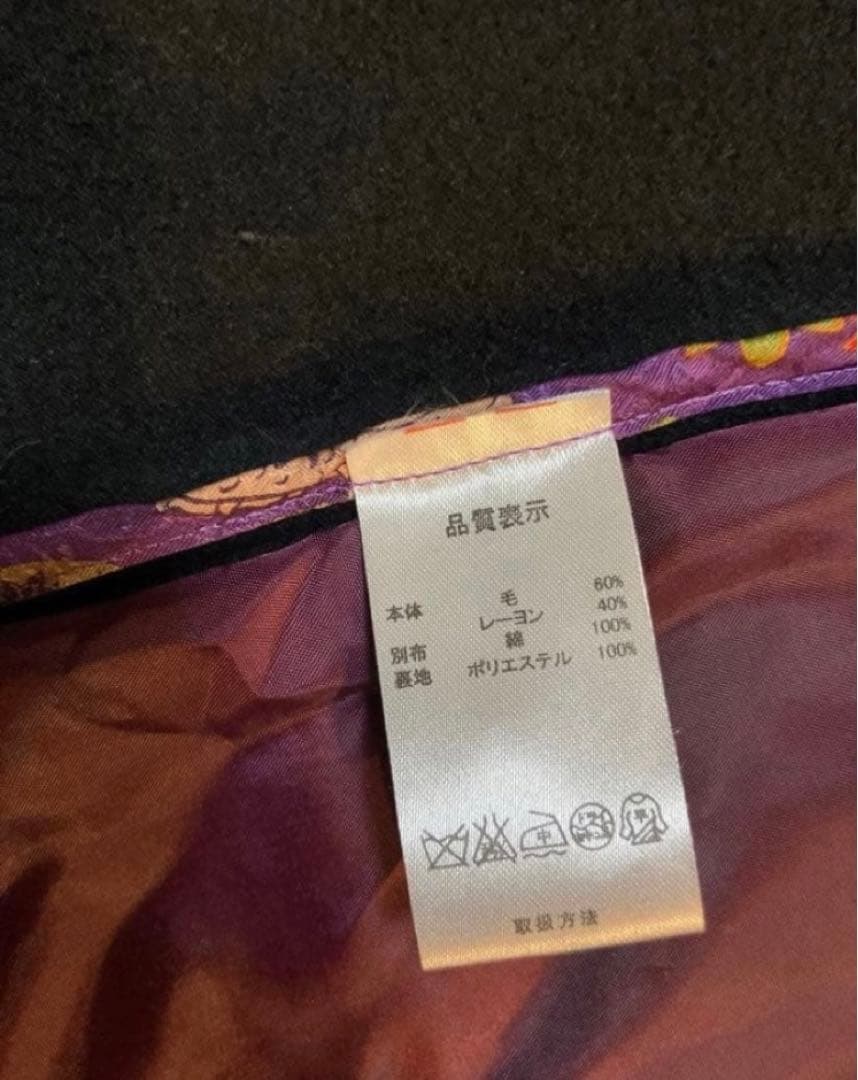 品質表示
本体 毛 60%
レーヨン 40%
別布 綿 100%
裏地 ポリエステル 100%
中
取扱方法